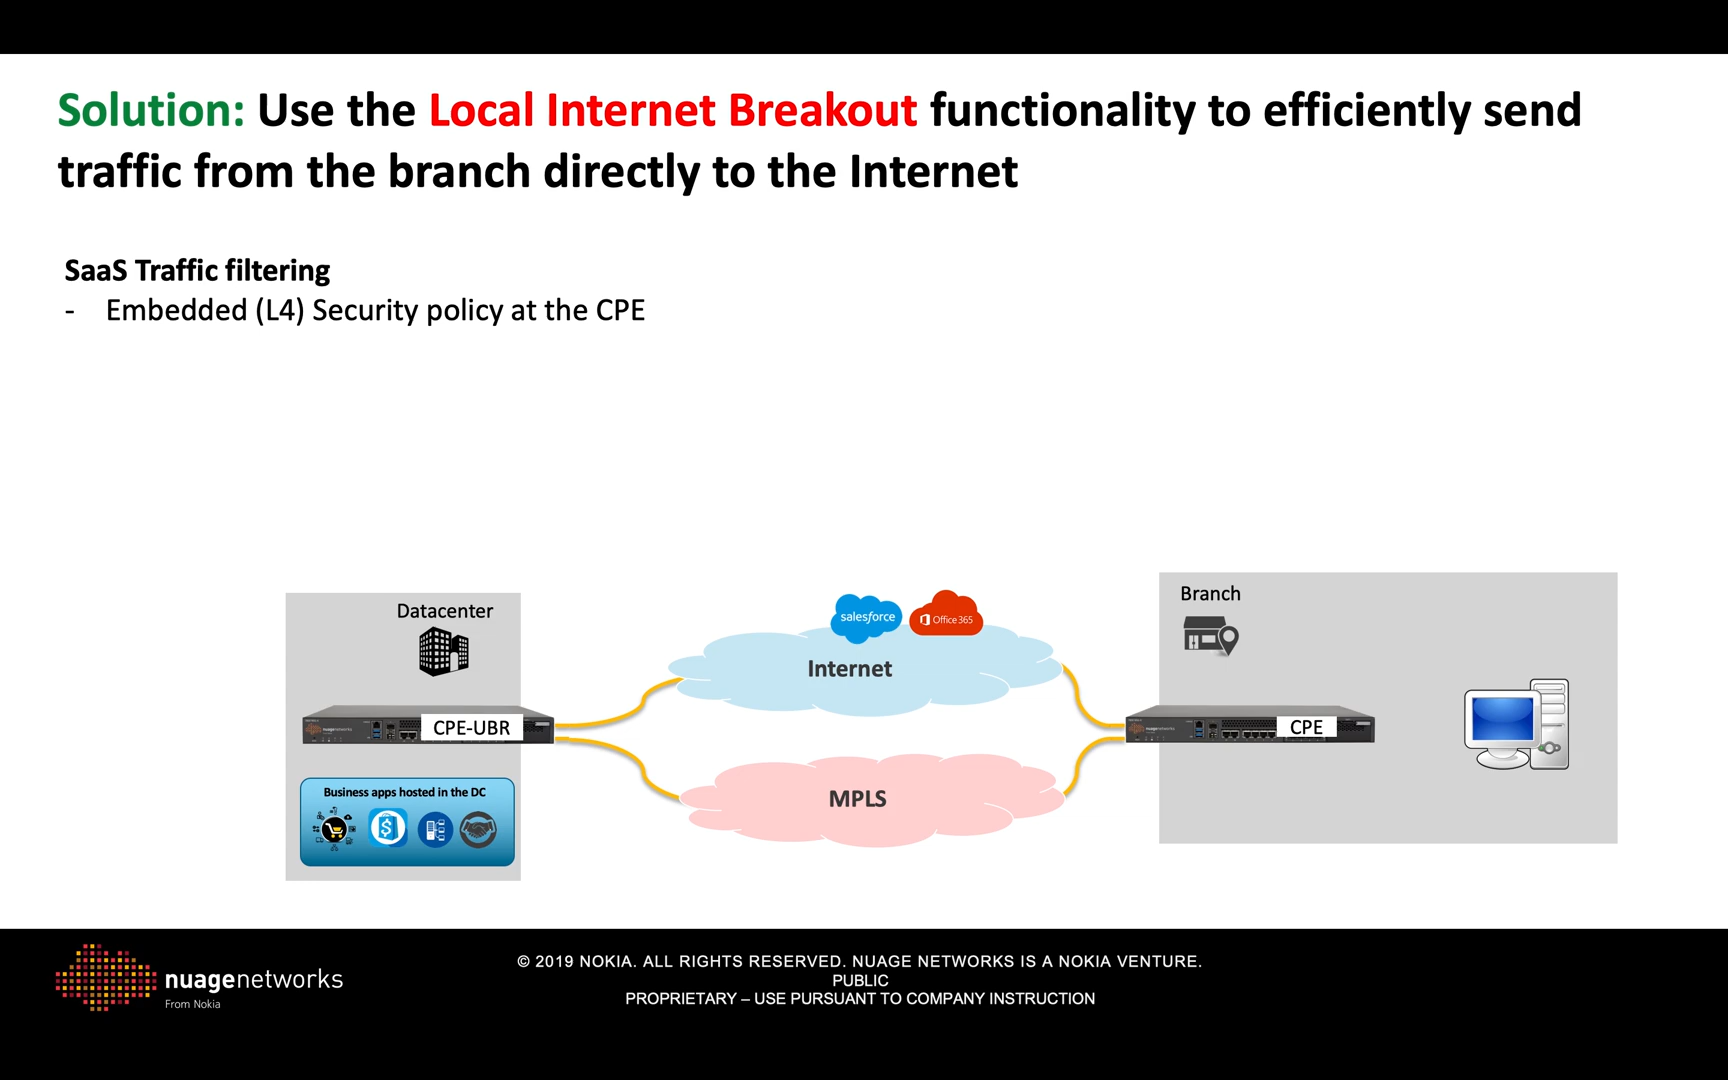 Solution: Use the Local Internet Breakout functionality to efficiently send
traffic from the branch directly to the Internet
SaaS Traffic filtering
- Embedded (L4) Security policy at the CPE
Datacenter
CPE-UBR
Business apps hosted in the DC
salesforce
Office 365
Internet
MPLS
Branch
CPE
nuagenetworks
From Nokia
© 2019 NOKIA. ALL RIGHTS RESERVED. NUAGE NETWORKS IS A NOKIA VENTURE.
PUBLIC
PROPRIETARY – USE PURSUANT TO COMPANY INSTRUCTION